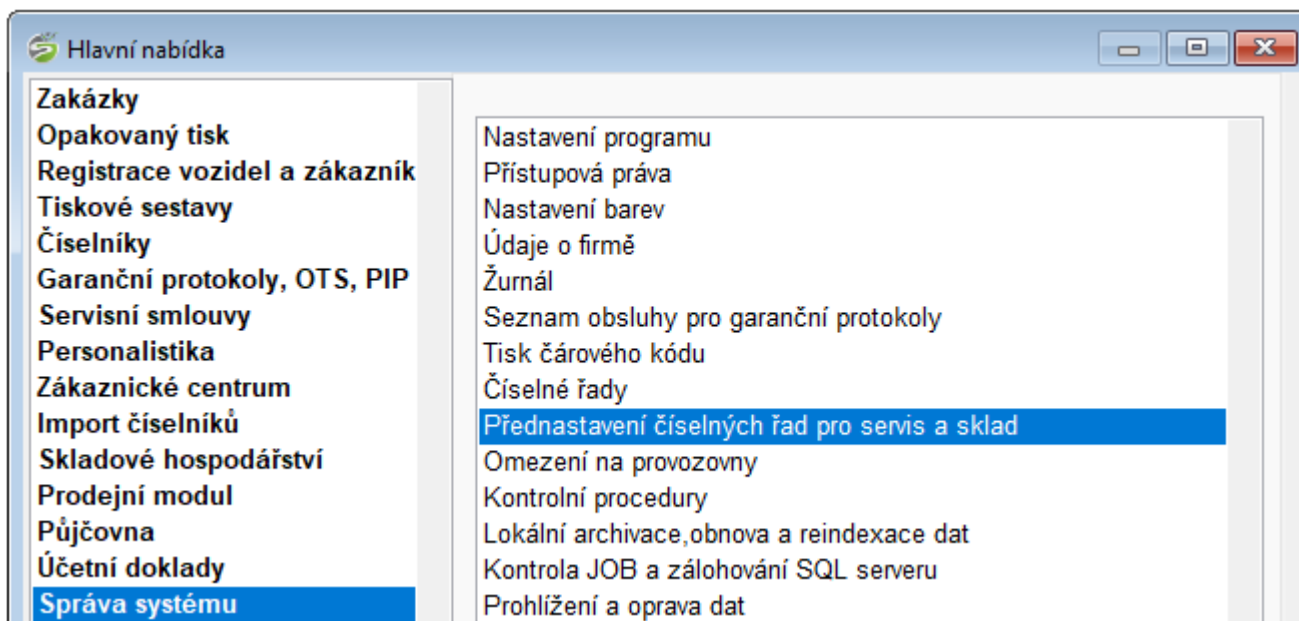 Hlavní nabídka
Zakázky
Opakovaný tisk
Registrace vozidel a zákazník
Tiskové sestavy
Číselníky
Garanční protokoly, OTS, PIP
Servisní smlouvy
Personalistika
Zákaznické centrum
Import číselníků
Skladové hospodářství
Prodejní modul
Půjčovna
Účetní doklady
Správa systému
Nastavení programu
Přístupová práva
Nastavení barev
Údaje o firmě
Žurnál
Seznam obsluhy pro garanční protokoly
Tisk čárového kódu
Číselné řady
Přednastavení číselných řad pro servis a sklad
Omezení na provozovny
Kontrolní procedury
Lokální archivace,obnova a reindexace dat
Kontrola JOB a zálohování SQL serveru
Prohlížení a oprava dat